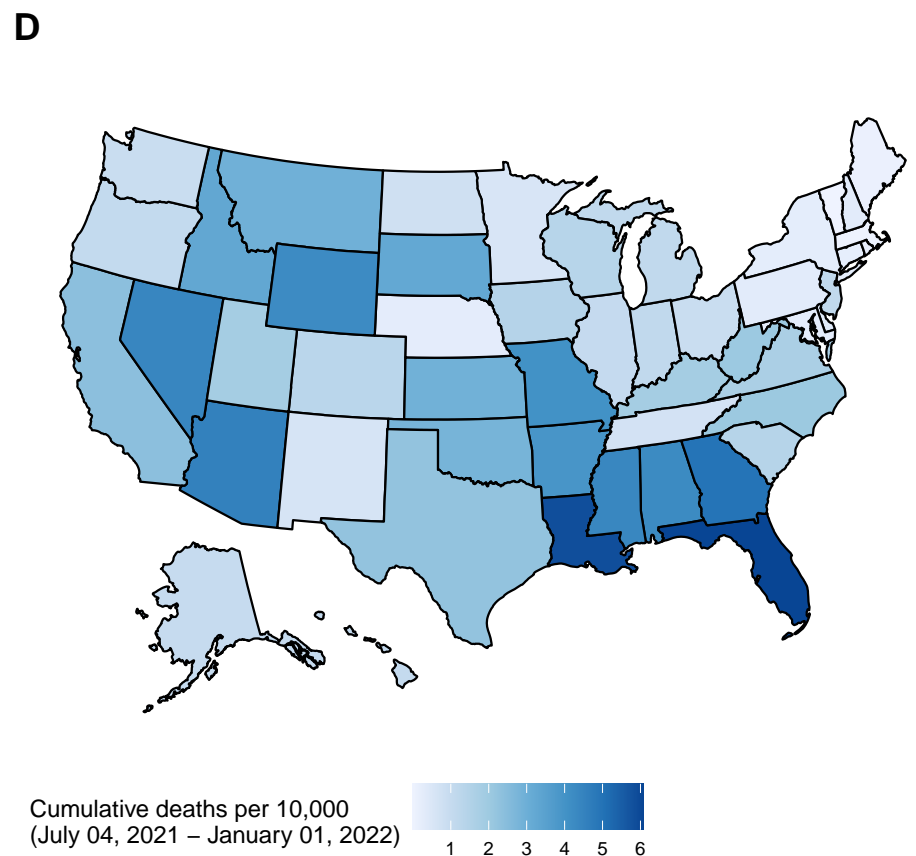 D
Cumulative deaths per 10,000
(July 04, 2021 – January 01, 2022)
1 2 3 4 5 6